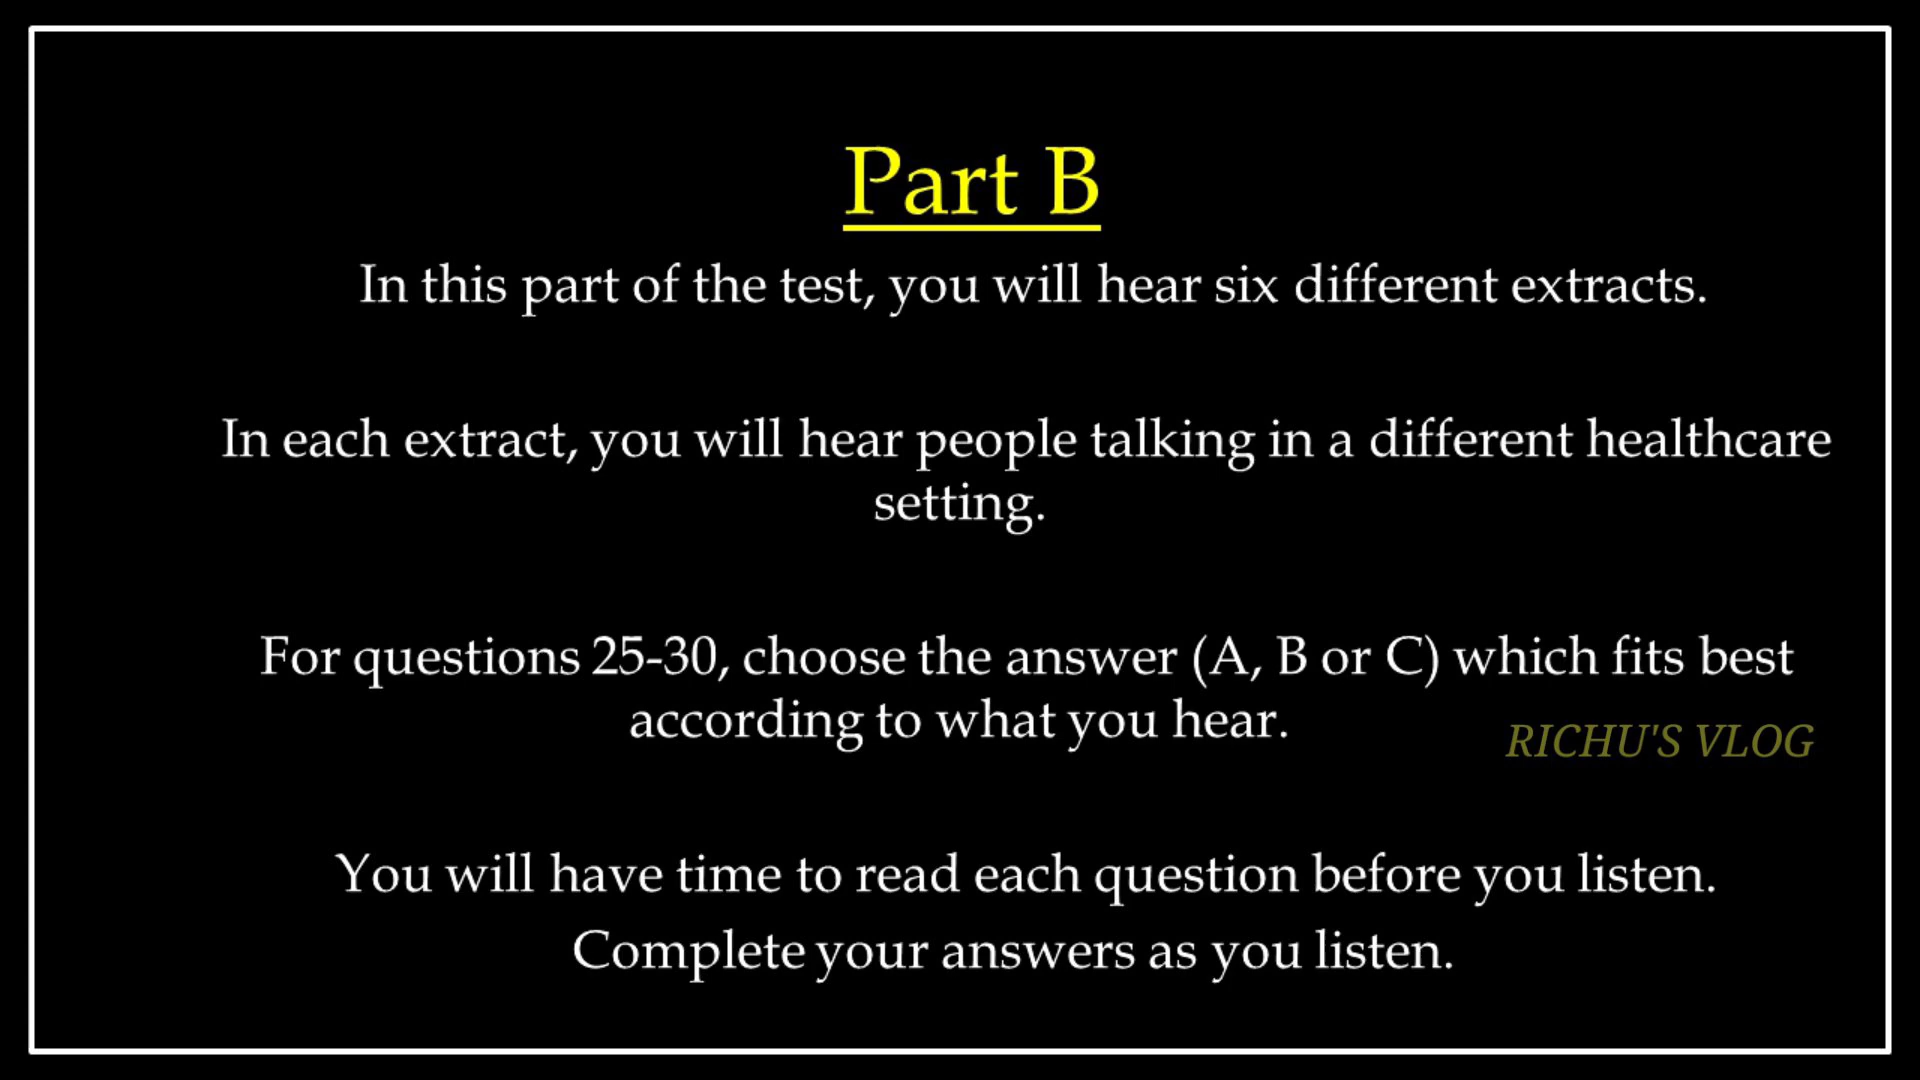 Part B
In this part of the test, you will hear six different extracts.
In each extract, you will hear people talking in a different healthcare
setting.
For questions 25-30, choose the answer (A, B or C) which fits best
according to what you hear.
RICHU'S VLOG
You will have time to read each question before you listen.
Complete your answers as you listen.